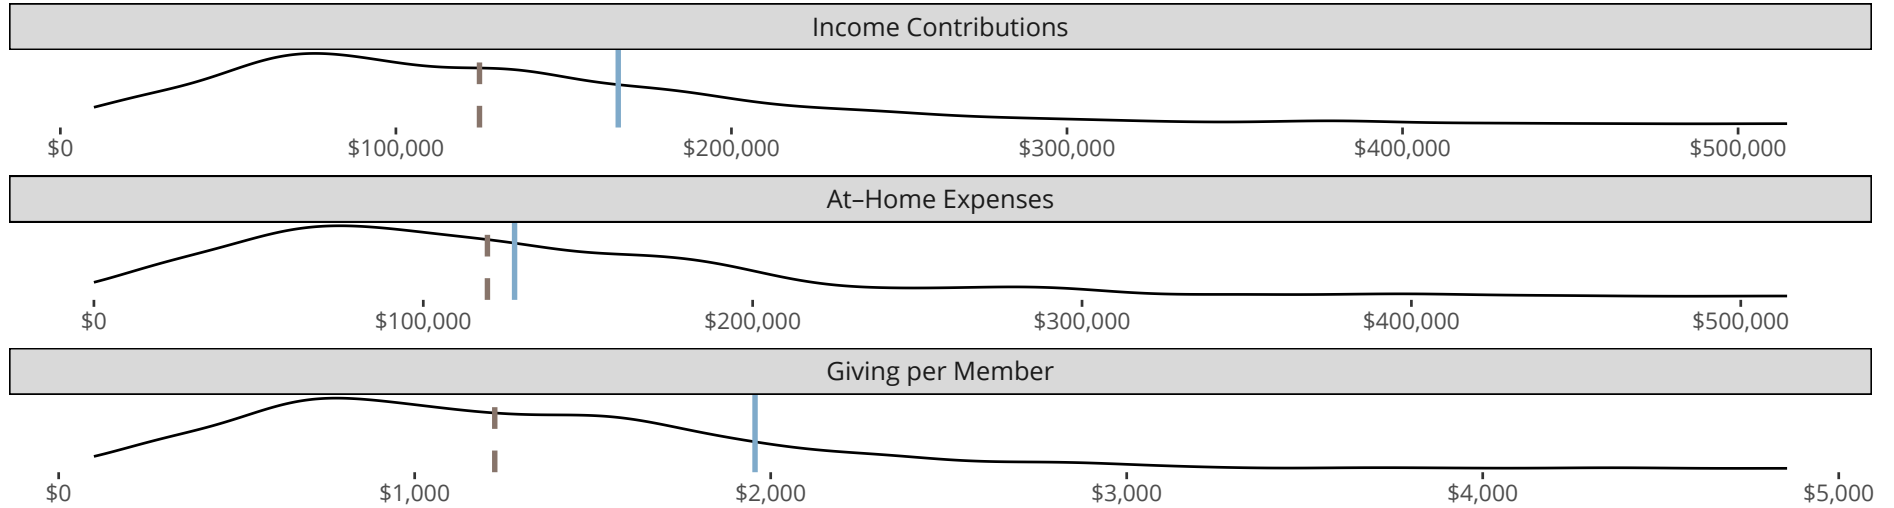 Income Contributions
$0 $100,000 $200,000 $300,000 $400,000 $500,000
At–Home Expenses
$0 $100,000 $200,000 $300,000 $400,000 $500,000
Giving per Member
$0 $1,000 $2,000 $3,000 $4,000 $5,000